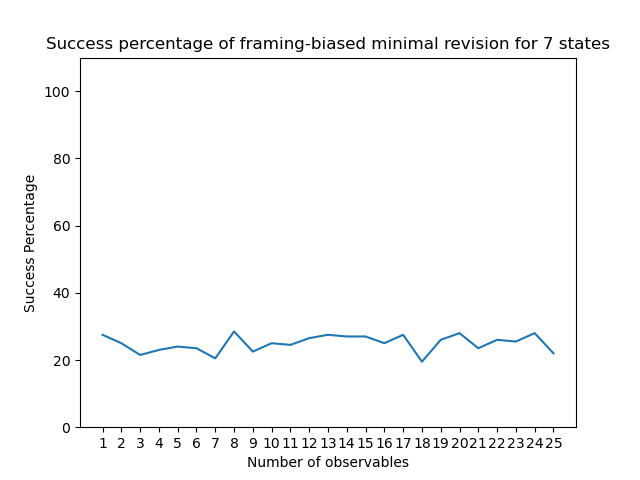 Success percentage of framing-biased minimal revision for 7 states
Success Percentage
100
80
60
40
20
0
1 2 3 4 5 6 7 8 9 10 11 12 13 14 15 16 17 18 19 20 21 22 23 24 25
Number of observables